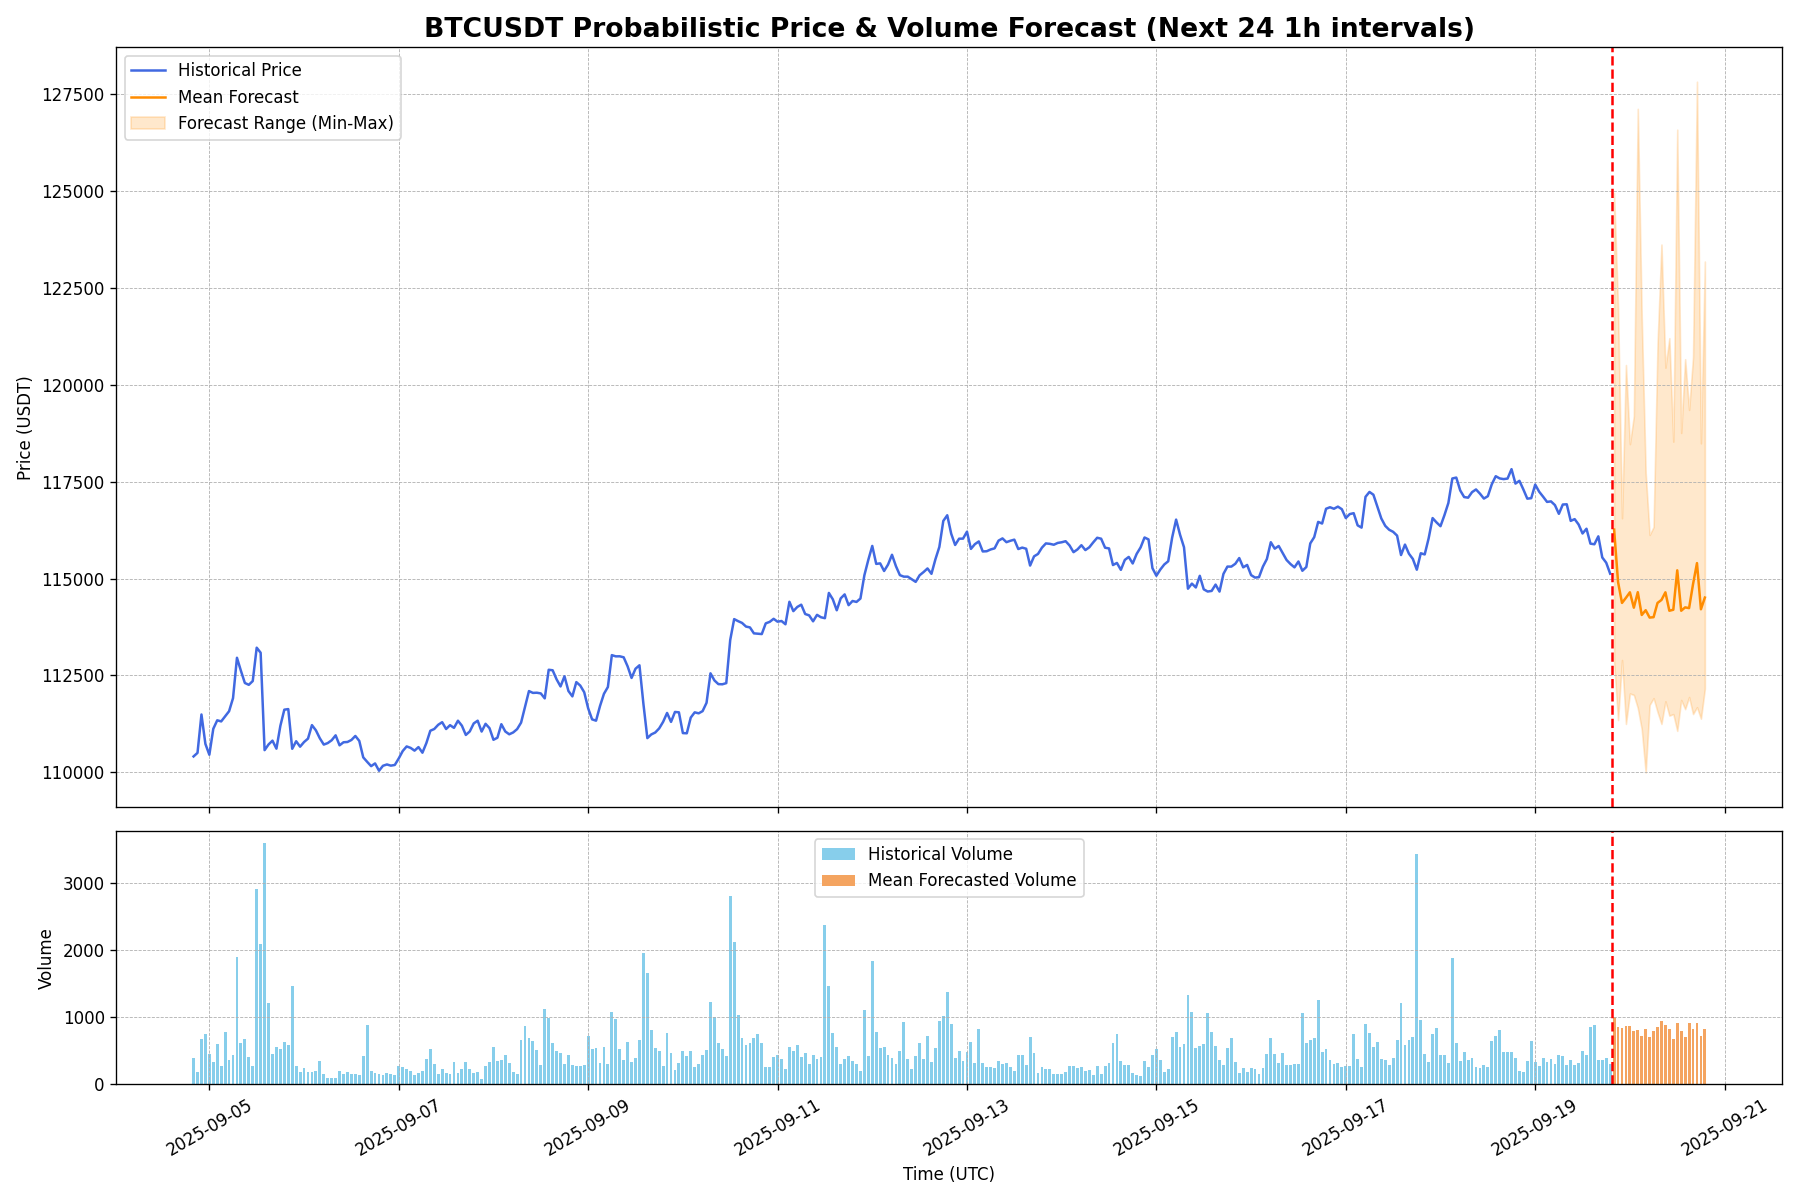 BTCUSDT Probabilistic Price & Volume Forecast (Next 24 1h intervals)
Historical Price
Mean Forecast
Forecast Range (Min-Max)
127500
125000
122500
120000
117500
115000
112500
110000
Price (USDT)
Historical Volume
Mean Forecasted Volume
3000
2000
1000
0
Volume
2025-09-05
2025-09-07
2025-09-09
2025-09-11
2025-09-13
2025-09-15
2025-09-17
2025-09-19
2025-09-21
Time (UTC)